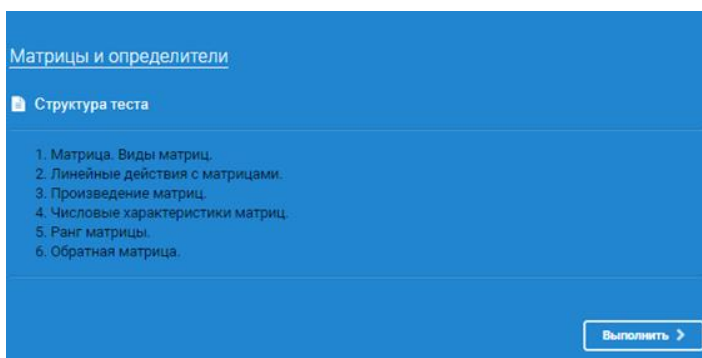 Матрицы и определители
Структура теста
1. Матрица. Виды матриц.
2. Линейные действия с матрицами.
3. Произведение матриц.
4. Числовые характеристики матриц.
5. Ранг матрицы.
6. Обратная матрица.
Выполнить